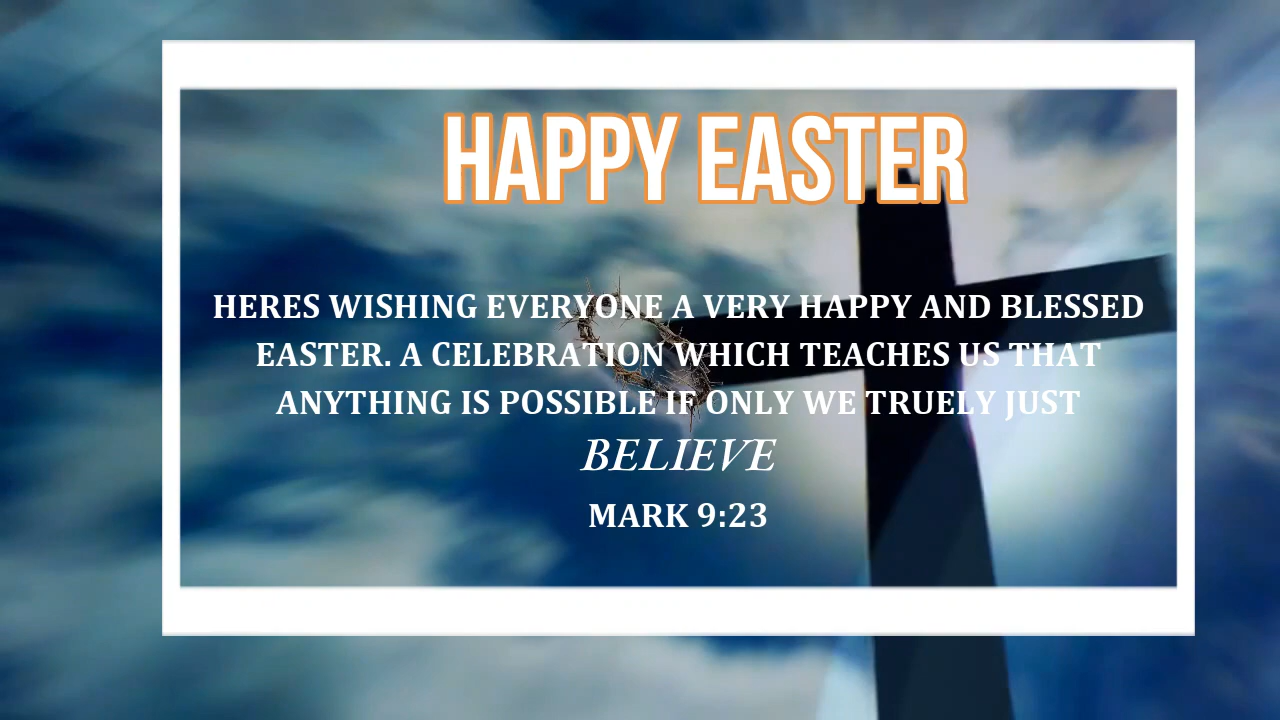 HAPPY EASTER
HERES WISHING EVERYONE A VERY HAPPY AND BLESSED
EASTER. A CELEBRATION WHICH TEACHES US THAT
ANYTHING IS POSSIBLE IF ONLY WE TRUELY JUST
BELIEVE
MARK 9:23